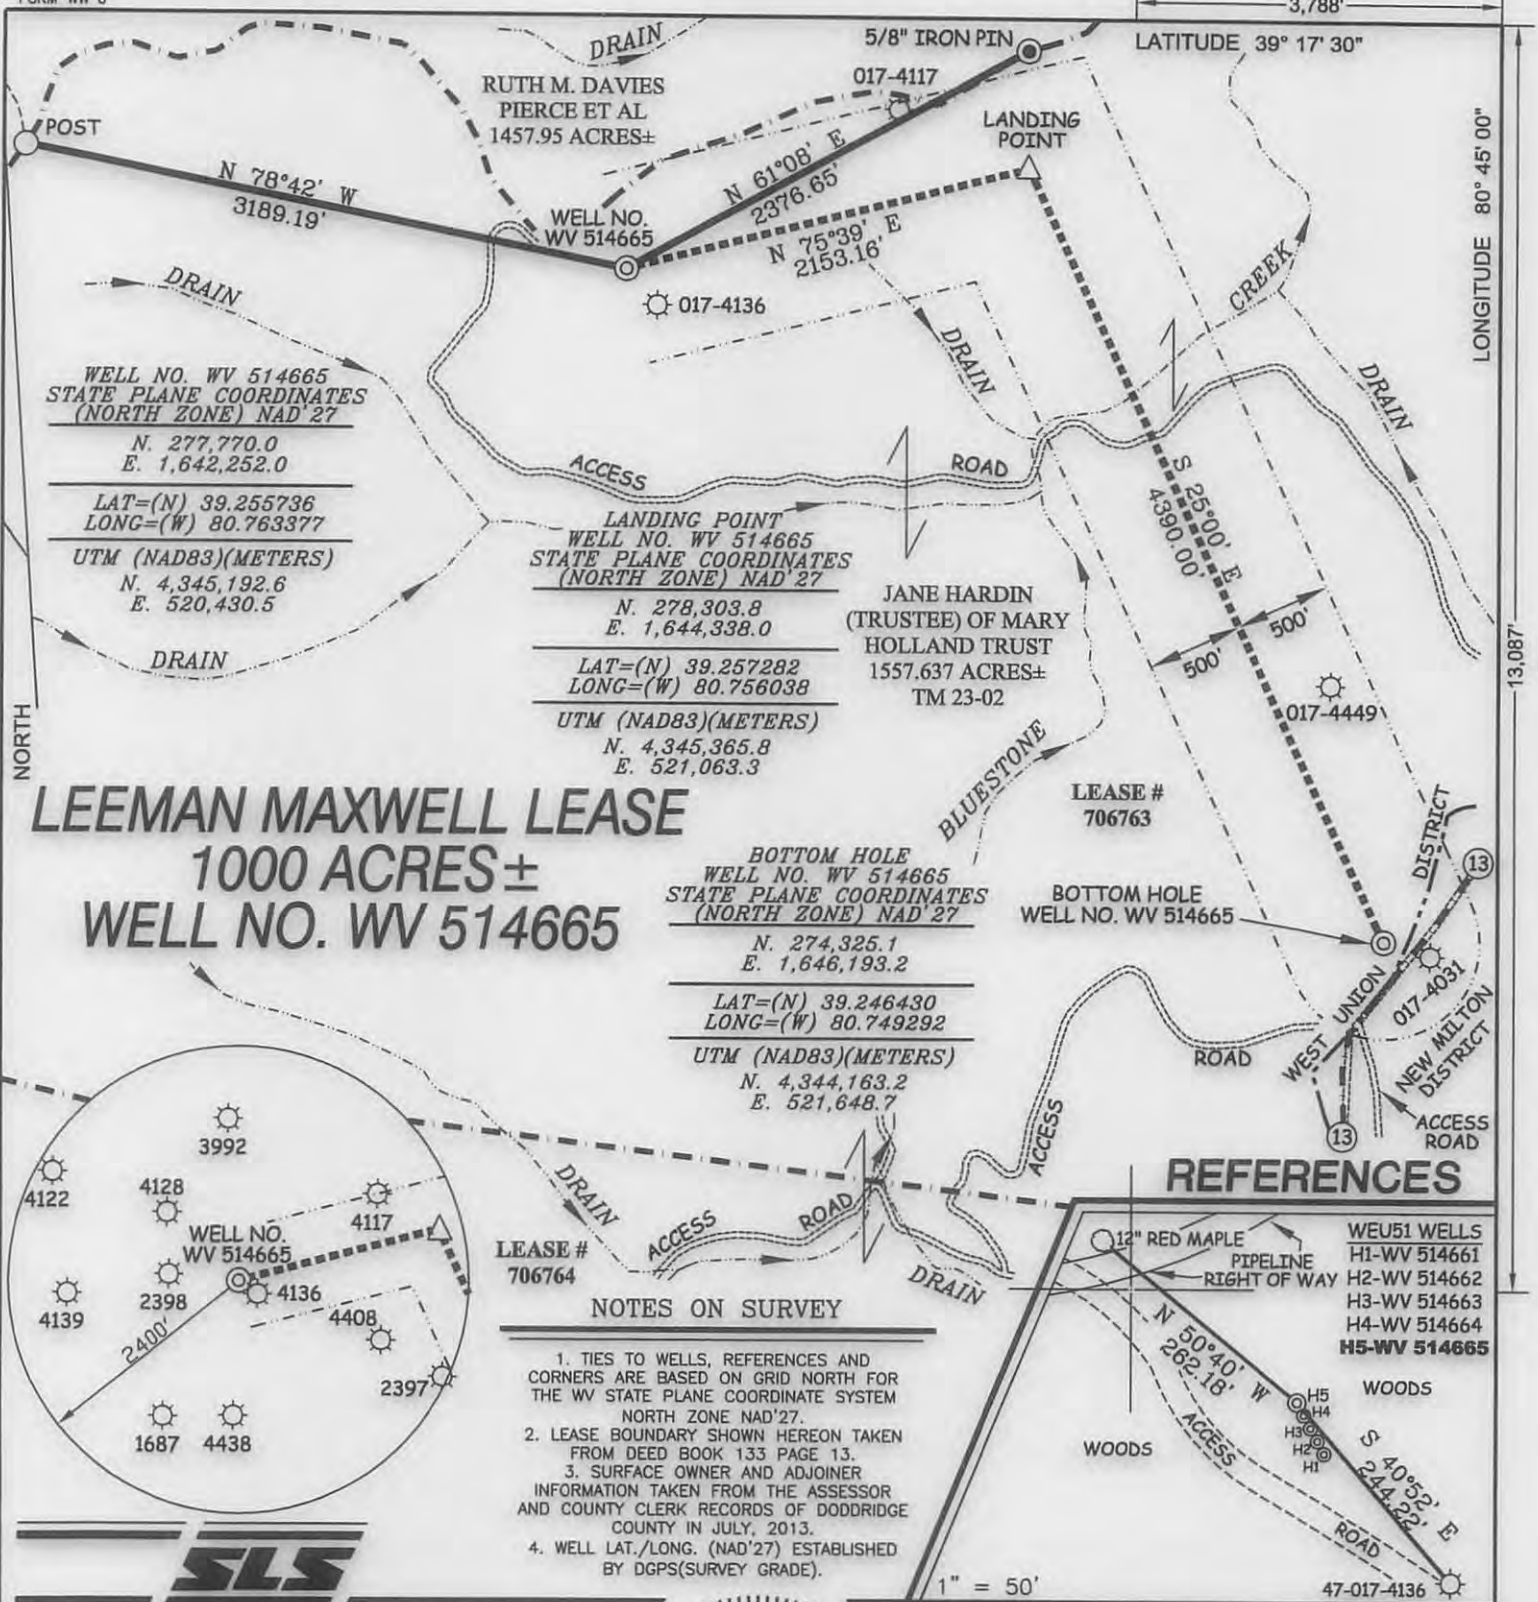 3,788'
LATITUDE 39° 17' 30"
LONGITUDE 80° 45' 00"
13,087'
DRAIN
5/8" IRON PIN
RUTH M. DAVIES
PIERCE ET AL
1457.95 ACRES±
017-4117
POST
LANDING
POINT
N 78°42' W
3189.19'
N 61°08' E
2376.65'
WELL NO.
WV 514665
N 75°39' E
2153.16'
017-4136
DRAIN
CREEK
DRAIN
DRAIN
WELL NO. WV 514665
STATE PLANE COORDINATES
(NORTH ZONE) NAD'27
N. 277,770.0
E. 1,642,252.0
LAT=(N) 39.255736
LONG=(W) 80.763377
UTM (NAD83)(METERS)
N. 4,345,192.6
E. 520,430.5
ACCESS
ROAD
S 25°00' E
4390.00'
LANDING POINT
WELL NO. WV 514665
STATE PLANE COORDINATES
(NORTH ZONE) NAD'27
N. 278,303.8
E. 1,644,338.0
LAT=(N) 39.257282
LONG=(W) 80.756038
UTM (NAD83)(METERS)
N. 4,345,365.8
E. 521,063.3
JANE HARDIN
(TRUSTEE) OF MARY
HOLLAND TRUST
1557.637 ACRES±
TM 23-02
500'
500'
DRAIN
017-4449
NORTH
BLUESTONE
LEASE #
706763
LEEMAN MAXWELL LEASE
1000 ACRES±
WELL NO. WV 514665
DISTRICT
13
BOTTOM HOLE
WELL NO. WV 514665
STATE PLANE COORDINATES
(NORTH ZONE) NAD'27
N. 274,325.1
E. 1,646,193.2
LAT=(N) 39.246430
LONG=(W) 80.749292
UTM (NAD83)(METERS)
N. 4,344,163.2
E. 521,648.7
BOTTOM HOLE
WELL NO. WV 514665
WEST UNION
017-4031
NEW MILTON
DISTRICT
ROAD
ACCESS
ACCESS
ROAD
13
3992
4122
4128
4117
WELL NO.
WV 514665
2398
4136
4139
4408
2400'
2397
1687
4438
DRAIN
LEASE #
706764
ACCESS
ROAD
DRAIN
NOTES ON SURVEY
1. TIES TO WELLS, REFERENCES AND
CORNERS ARE BASED ON GRID NORTH FOR
THE WV STATE PLANE COORDINATE SYSTEM
NORTH ZONE NAD'27.
2. LEASE BOUNDARY SHOWN HEREON TAKEN
FROM DEED BOOK 133 PAGE 13.
3. SURFACE OWNER AND ADJOINER
INFORMATION TAKEN FROM THE ASSESSOR
AND COUNTY CLERK RECORDS OF DODDRIDGE
COUNTY IN JULY, 2013.
4. WELL LAT./LONG. (NAD'27) ESTABLISHED
BY DGPS(SURVEY GRADE).
SLS
REFERENCES
12" RED MAPLE
PIPELINE
RIGHT OF WAY
WEU51 WELLS
H1-WV 514661
H2-WV 514662
H3-WV 514663
H4-WV 514664
H5-WV 514665
N 50°40' W
262.18'
H5
H4
H3
H2
H1
WOODS
WOODS
ACCESS
ROAD
S 40°52' E
244.22'
1" = 50'
47-017-4136